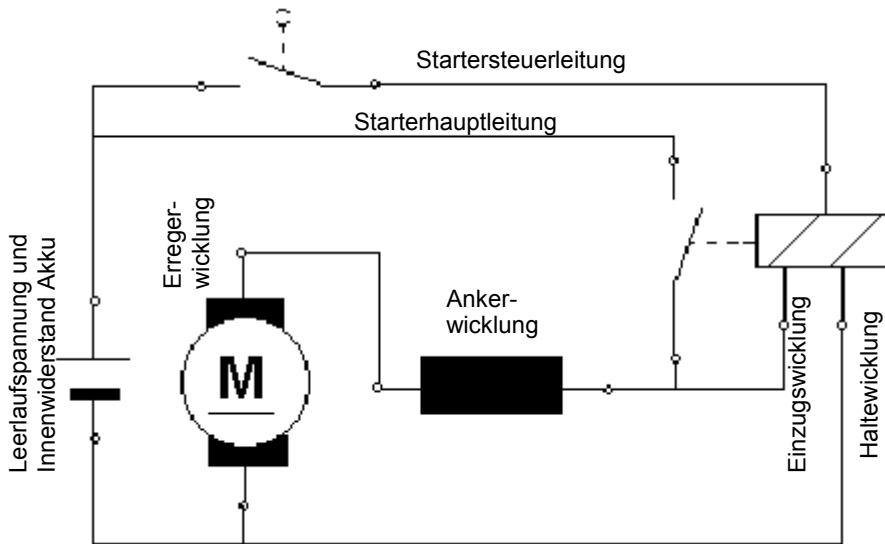 Startersteuerleitung
Starterhauptleitung
Erreger-
wicklung
Leerlaufspannung und
Innenwiderstand Akku
Anker-
wicklung
M
Einzugswicklung
Haltewicklung